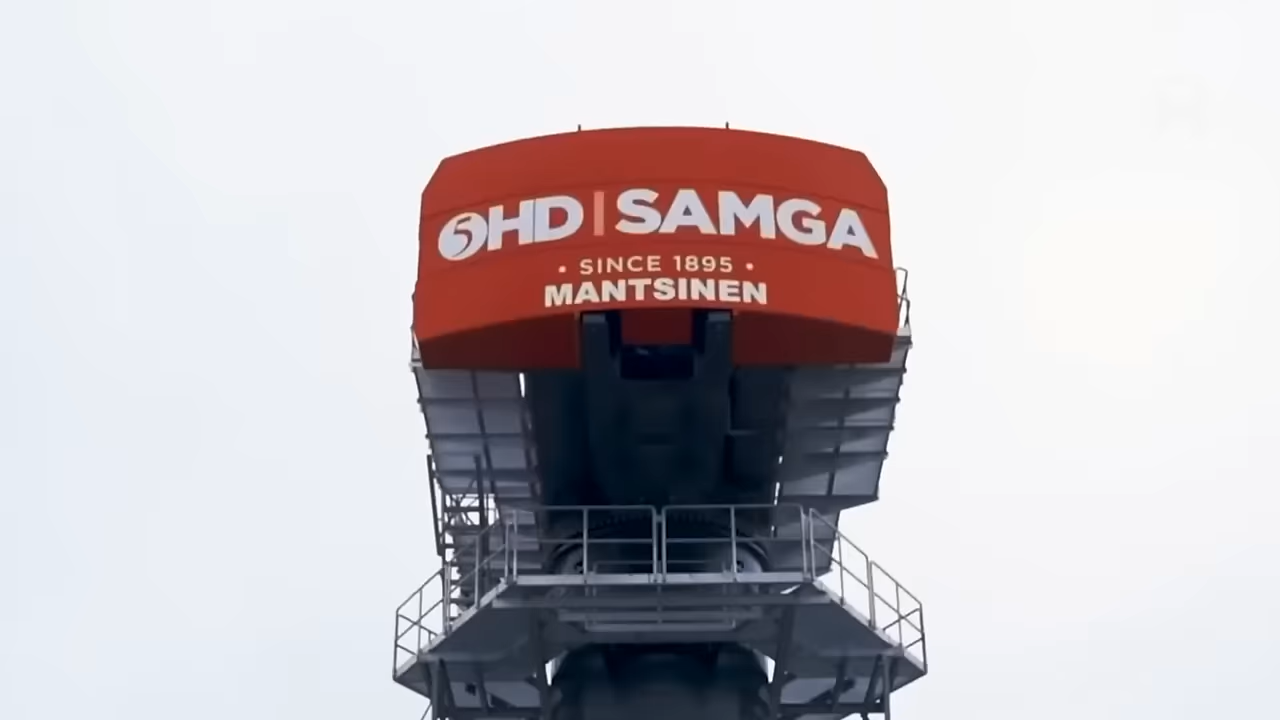 5HD | SAMGA
• SINCE 1895 •
MANTSINEN